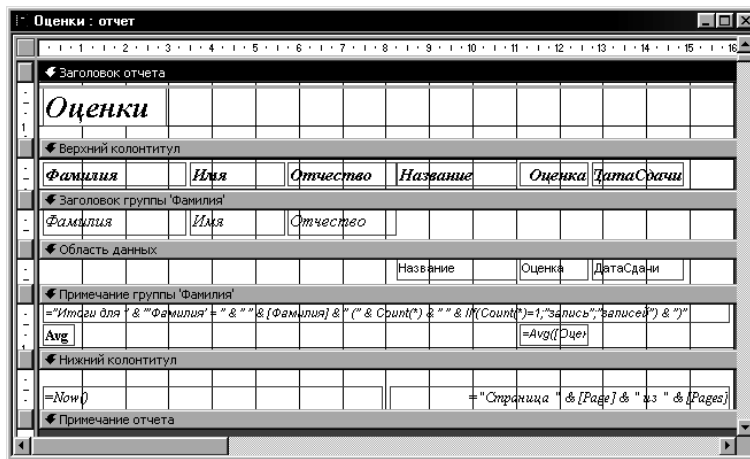 Оценки : отчет
1 2 3 4 5 6 7 8 9 10 11 12 13 14 15 16
Заголовок отчета
Оценки
1
Верхний колонтитул
Фамилия Имя Отчество Название Оценка ДатаСдачи
Заголовок группы 'Фамилия'
Фамилия Имя Отчество
Область данных
Название Оценка ДатаСдачи
Примечание группы 'Фамилия'
="Итоги для " & "'Фамилия' = " & " " & [Фамилия] & " (" & Count(*) & " " & IIf(Count(*)=1;"запись";"записей") & ")"
Avg =Avg([Оцен
1
Нижний колонтитул
=Now() ="Страница " & [Page] & " из " & [Pages]
Примечание отчета